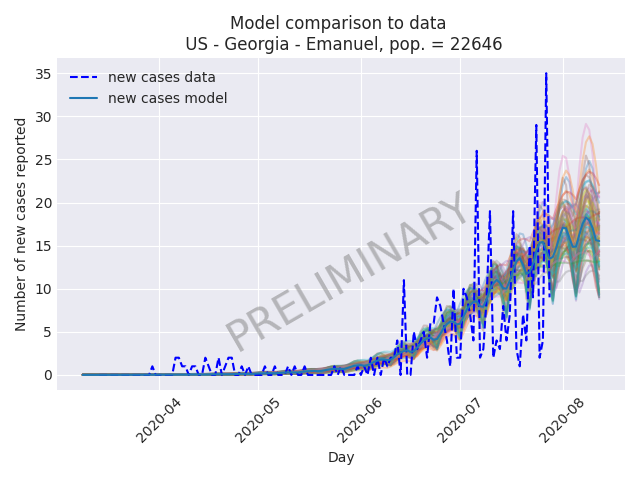 Model comparison to data
US - Georgia - Emanuel, pop. = 22646
new cases data
new cases model
PRELIMINARY
Number of new cases reported
35
30
25
20
15
10
5
0
2020-04
2020-05
2020-06
2020-07
2020-08
Day